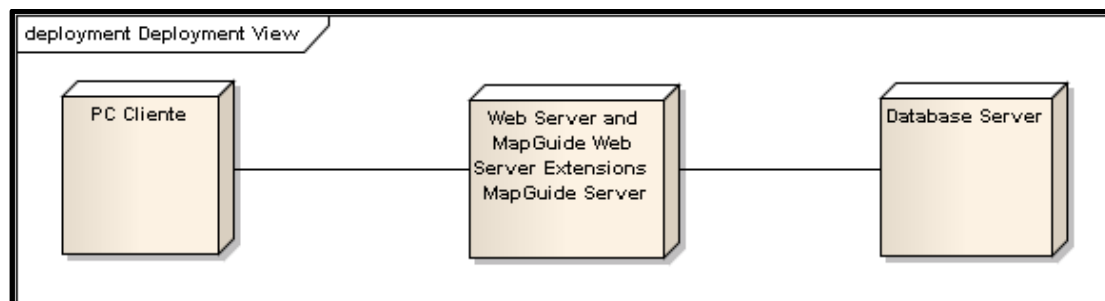 deployment Deployment View
PC Cliente
Web Server and
MapGuide Web
Server Extensions
MapGuide Server
Database Server